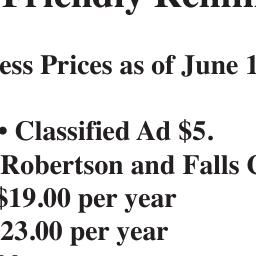 Friendly
ess Prices as of June 1
• Classified Ad $5.
Robertson and Falls
$19.00 per year
23.00 per year